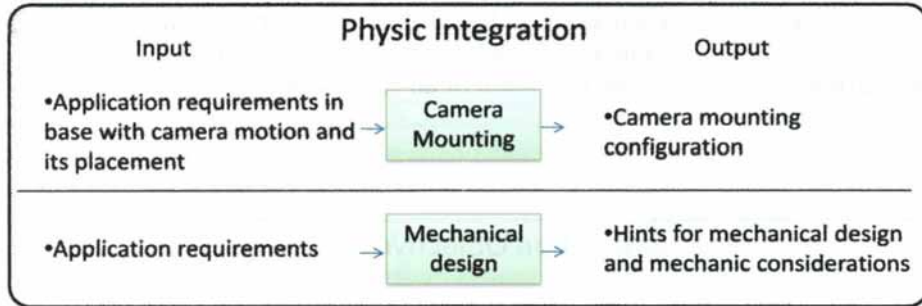 Physic Integration
Input
Output
•Application requirements in
base with camera motion and
its placement
Camera
Mounting
•Camera mounting
configuration
•Application requirements
Mechanical
design
•Hints for mechanical design
and mechanic considerations